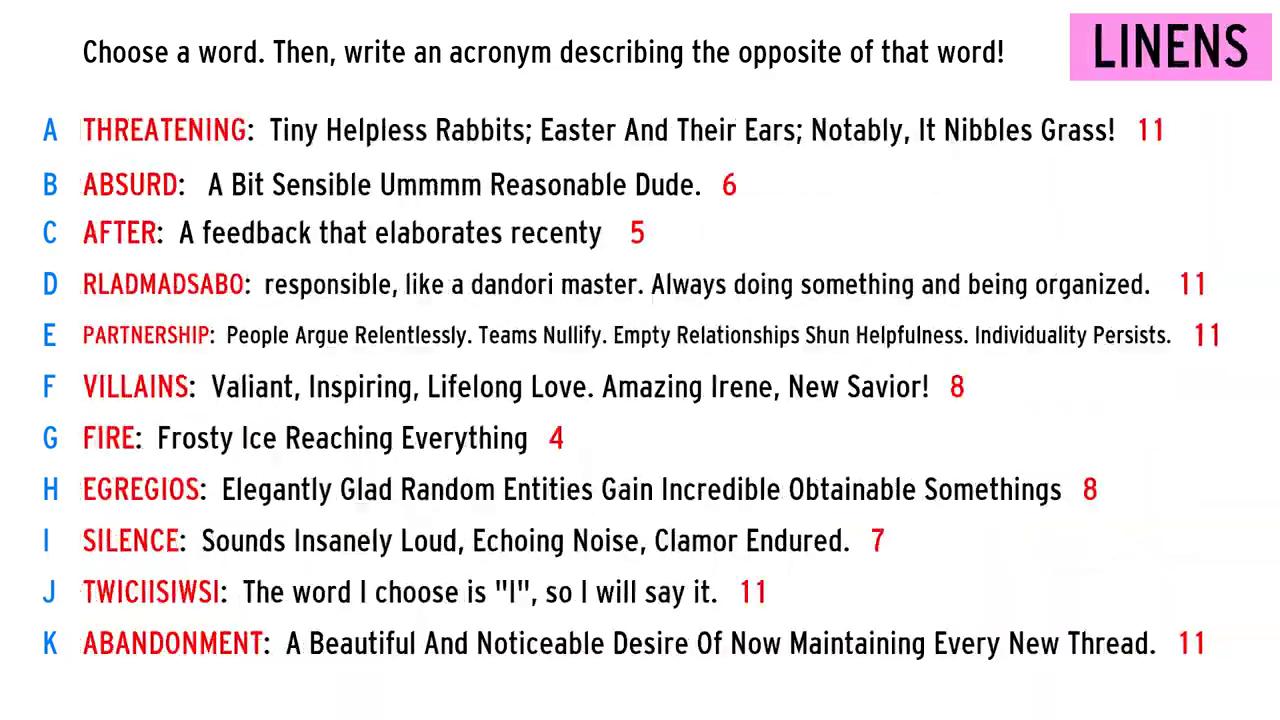 Choose a word. Then, write an acronym describing the opposite of that word!
LINENS
A THREATENING: Tiny Helpless Rabbits; Easter And Their Ears; Notably, It Nibbles Grass! 11
B ABSURD: A Bit Sensible Ummmm Reasonable Dude. 6
C AFTER: A feedback that elaborates recenty 5
D RLADMADSABO: responsible, like a dandori master. Always doing something and being organized. 11
E PARTNERSHIP: People Argue Relentlessly. Teams Nullify. Empty Relationships Shun Helpfulness. Individuality Persists. 11
F VILLAINS: Valiant, Inspiring, Lifelong Love. Amazing Irene, New Savior! 8
G FIRE: Frosty Ice Reaching Everything 4
H EGREGIOS: Elegantly Glad Random Entities Gain Incredible Obtainable Somethings 8
I SILENCE: Sounds Insanely Loud, Echoing Noise, Clamor Endured. 7
J TWICIISIWSI: The word I choose is "I", so I will say it. 11
K ABANDONMENT: A Beautiful And Noticeable Desire Of Now Maintaining Every New Thread. 11